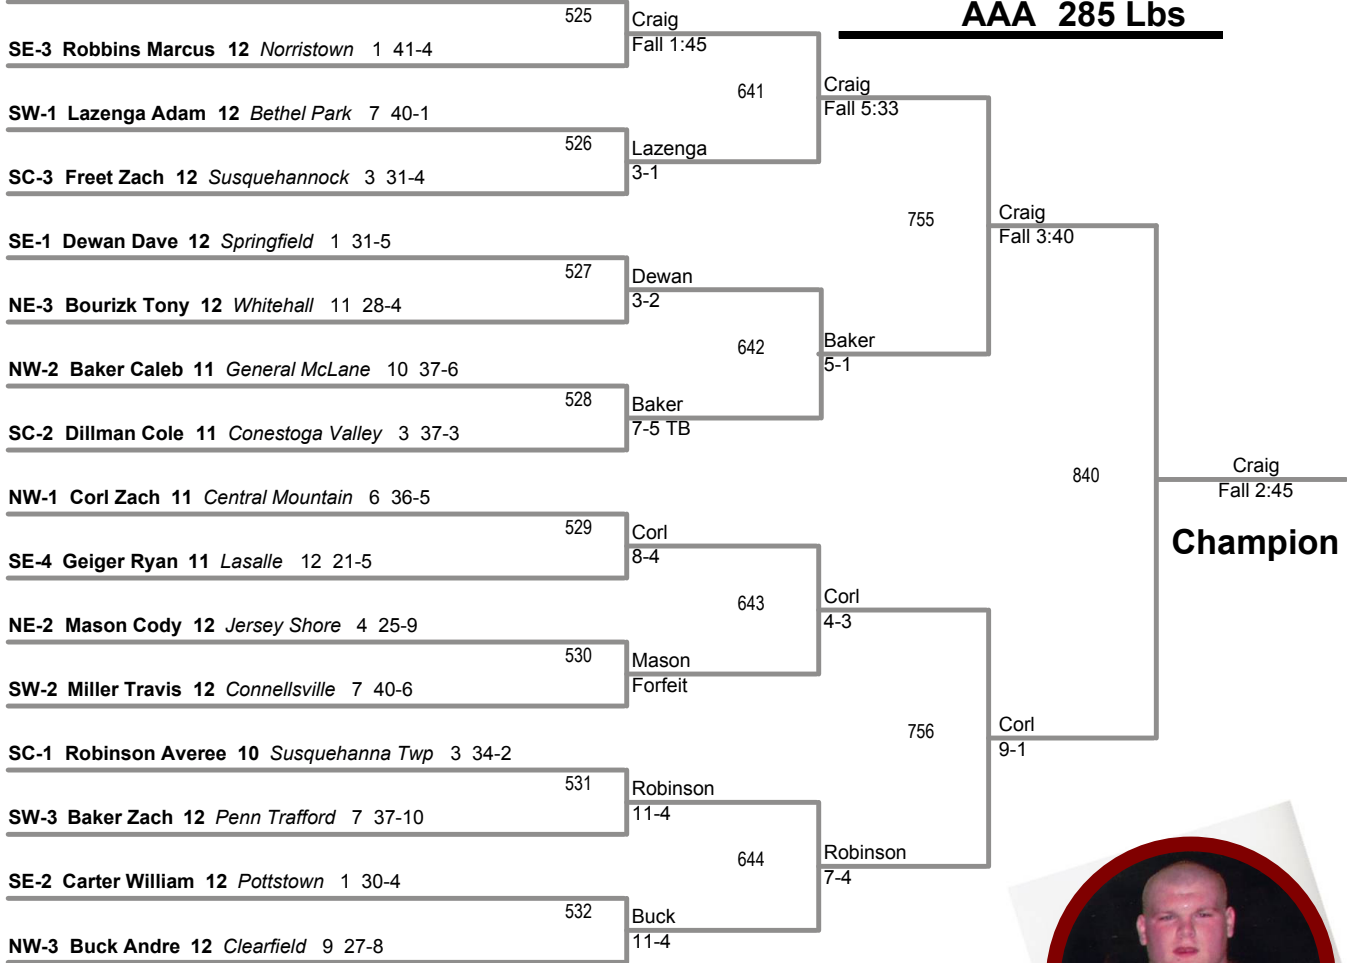 AAA 285 Lbs
525
Craig
Fall 1:45
SE-3 Robbins Marcus 12 Norristown 1 41-4
641
Craig
Fall 5:33
SW-1 Lazenga Adam 12 Bethel Park 7 40-1
526
Lazenga
3-1
SC-3 Freet Zach 12 Susquehannock 3 31-4
755
Craig
Fall 3:40
SE-1 Dewan Dave 12 Springfield 1 31-5
527
Dewan
3-2
NE-3 Bourizk Tony 12 Whitehall 11 28-4
642
Baker
5-1
NW-2 Baker Caleb 11 General McLane 10 37-6
528
Baker
7-5 TB
SC-2 Dillman Cole 11 Conestoga Valley 3 37-3
840
Craig
Fall 2:45
Champion
NW-1 Corl Zach 11 Central Mountain 6 36-5
529
Corl
8-4
SE-4 Geiger Ryan 11 Lasalle 12 21-5
643
Corl
4-3
NE-2 Mason Cody 12 Jersey Shore 4 25-9
530
Mason
Forfeit
SW-2 Miller Travis 12 Connellsville 7 40-6
756
Corl
9-1
SC-1 Robinson Averee 10 Susquehanna Twp 3 34-2
531
Robinson
11-4
SW-3 Baker Zach 12 Penn Trafford 7 37-10
644
Robinson
7-4
SE-2 Carter William 12 Pottstown 1 30-4
532
Buck
11-4
NW-3 Buck Andre 12 Clearfield 9 27-8